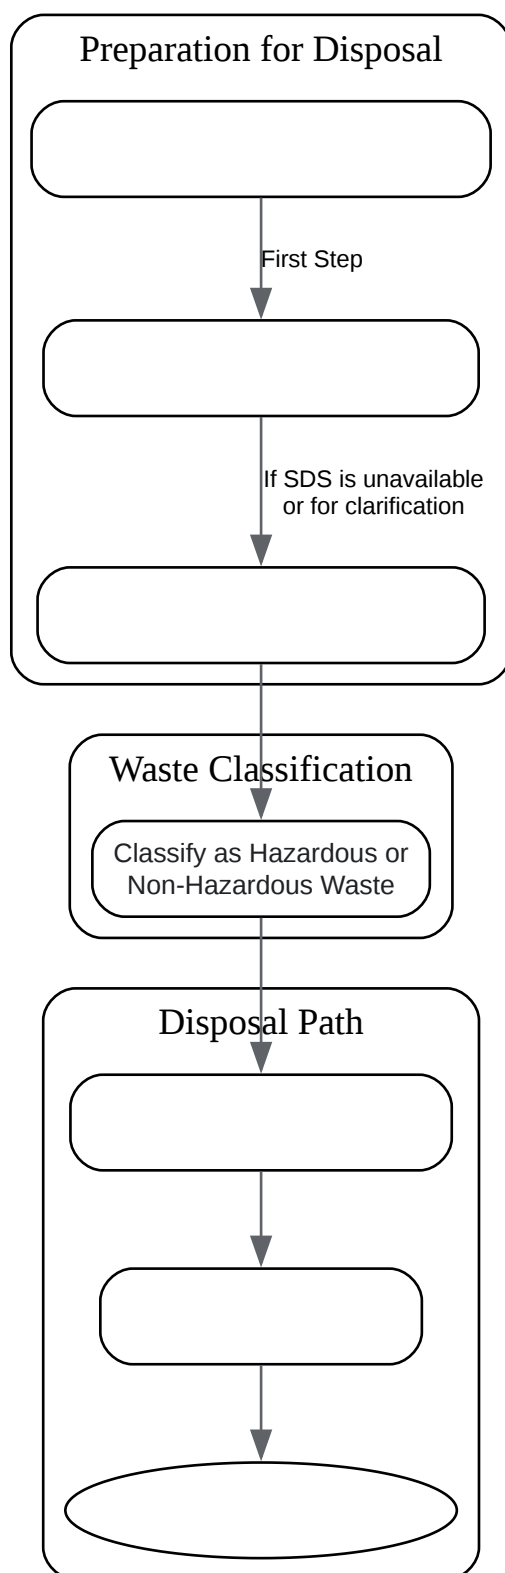 Preparation for Disposal
First Step
If SDS is unavailable
or for clarification
Waste Classification
Classify as Hazardous or
Non-Hazardous Waste
Disposal Path